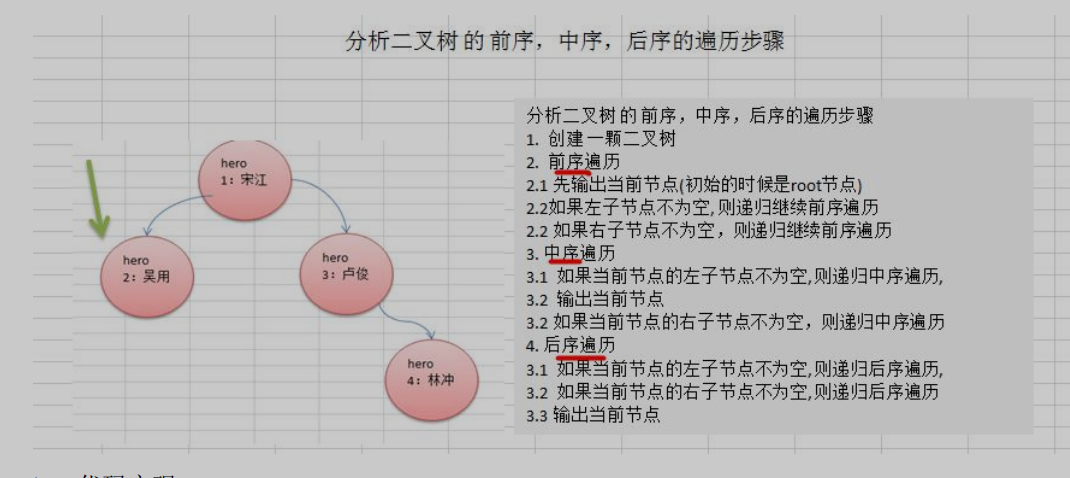 分析二叉树的前序，中序，后序的遍历步骤
hero
1：宋江
hero
2：吴用
hero
3：卢俊
hero
4：林冲
分析二叉树的前序，中序，后序的遍历步骤
1. 创建一颗二叉树
2. 前序遍历
2.1 先输出当前节点(初始的时候是root节点)
2.2如果左子节点不为空,则递归继续前序遍历
2.2 如果右子节点不为空，则递归继续前序遍历
3. 中序遍历
3.1 如果当前节点的左子节点不为空,则递归中序遍历,
3.2 输出当前节点
3.2 如果当前节点的右子节点不为空，则递归中序遍历
4. 后序遍历
3.1 如果当前节点的左子节点不为空,则递归后序遍历,
3.2 如果当前节点的右子节点不为空,则递归后序遍历
3.3 输出当前节点